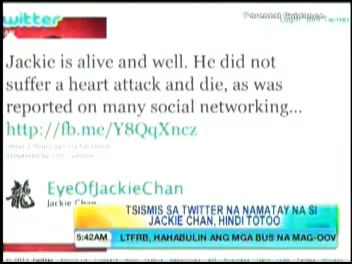 witter
Jackie is alive and well. He did not
suffer a heart attack and die, as was
reported on many social networking...
http://fb.me/Y8QqXncz
EyeOfJackieChan
Jackie Chan
TSISMIS SA TWITTER NA NAMATAY NA SI
JACKIE CHAN, HINDI TOTOO
5:42AM LTFRB, HAHABULIN ANG MGA BUS NA MAG-OOV